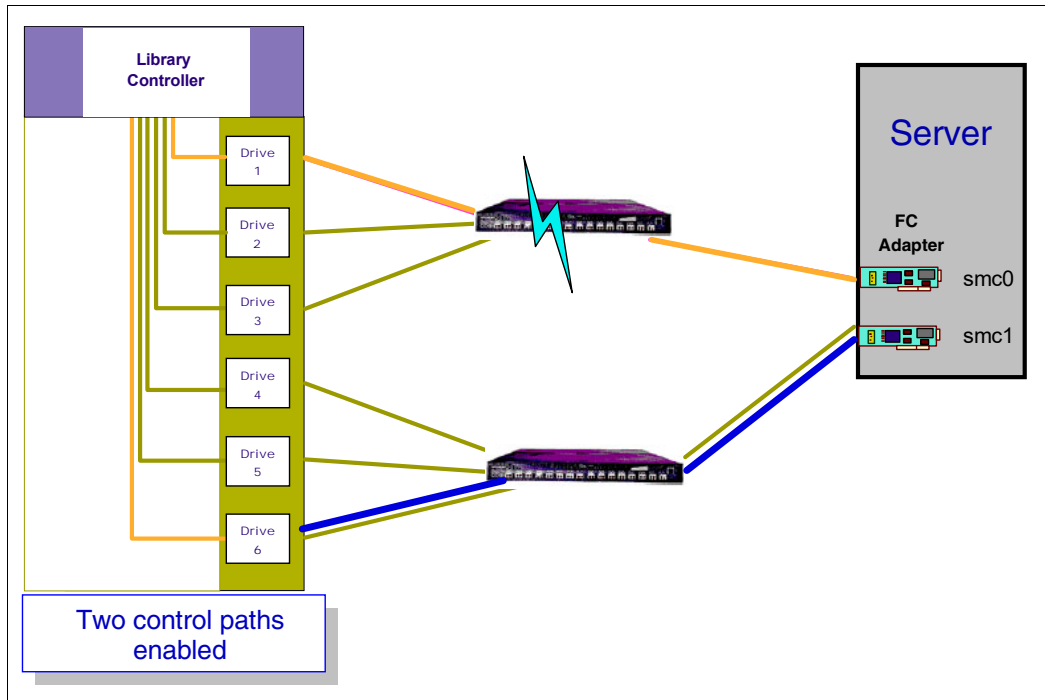 Library
Controller
Drive
1
Drive
2
Drive
3
Drive
4
Drive
5
Drive
6
Server
FC
Adapter
smc0
smc1
Two control paths
enabled